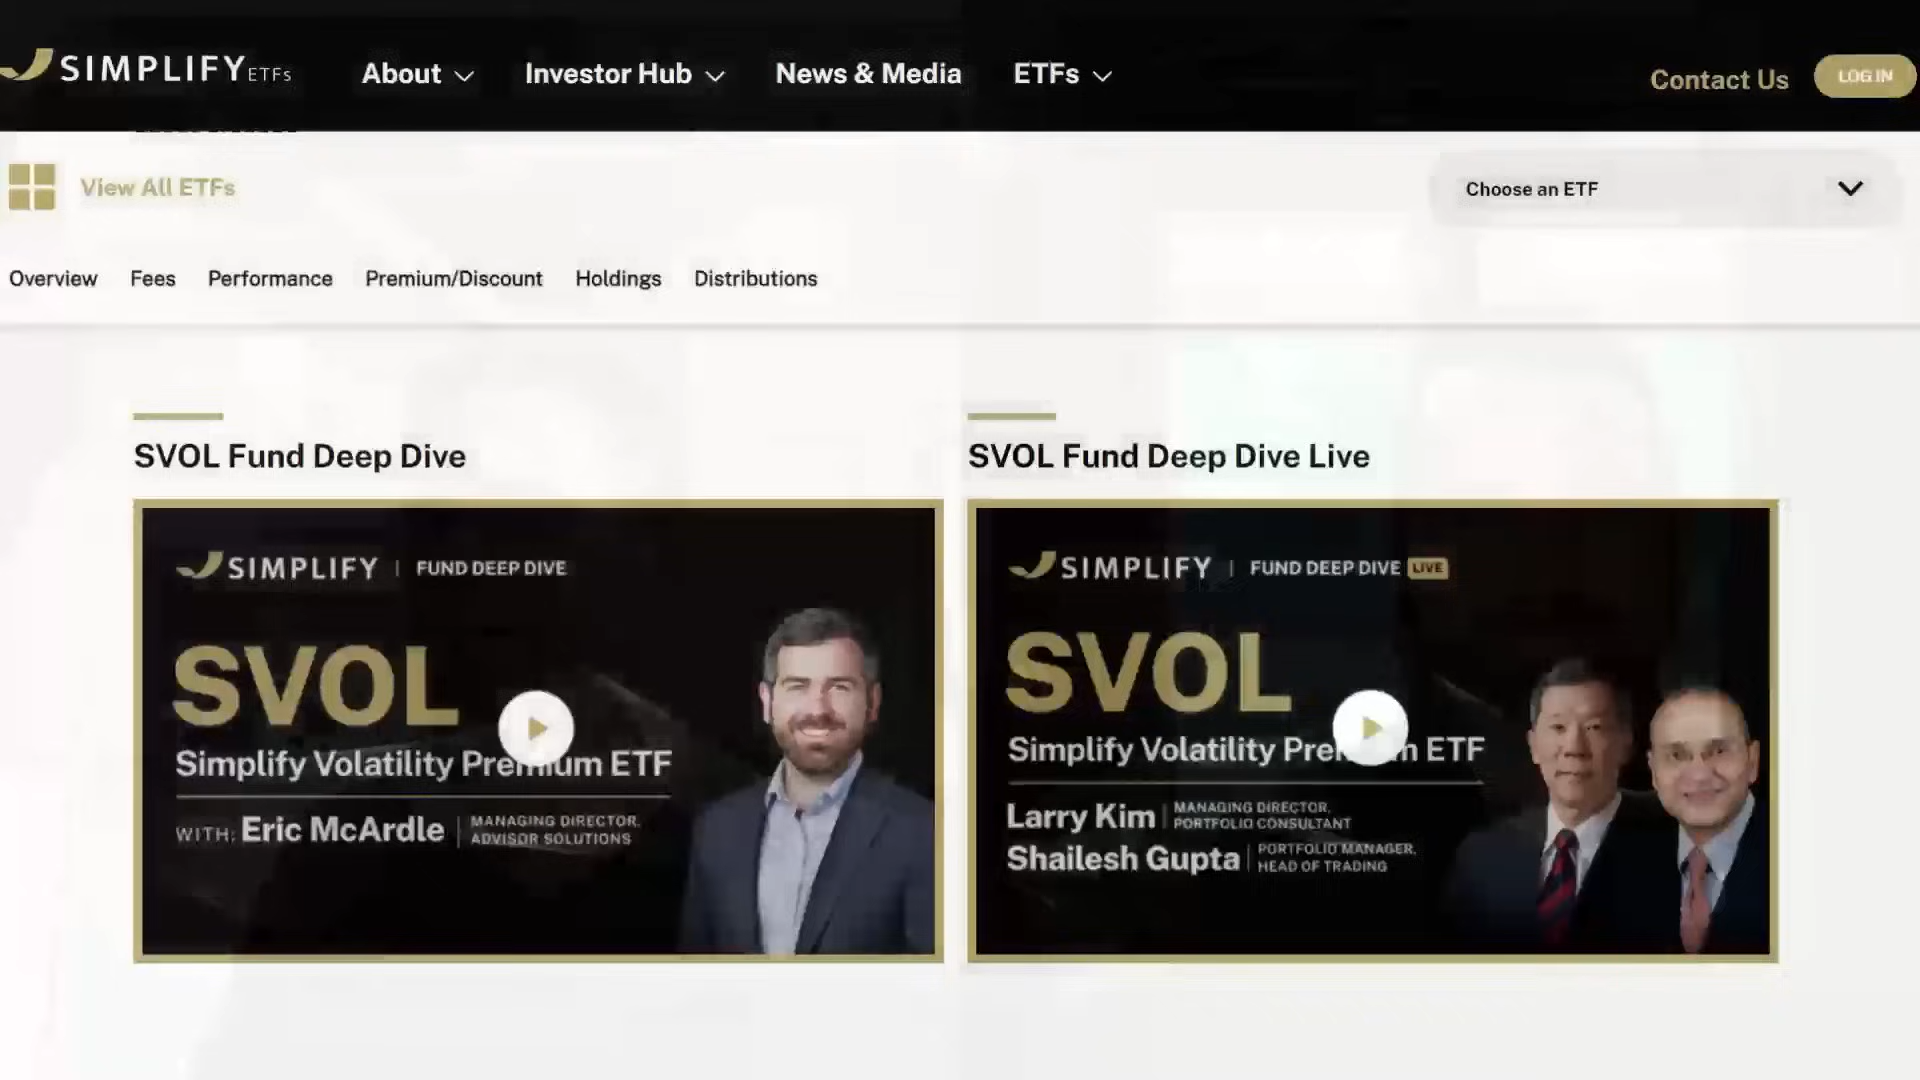 SIMPLIFY ETFs
About
Investor Hub
News & Media
ETFs
Contact Us
LOG IN
View All ETFs
Choose an ETF
Overview
Fees
Performance
Premium/Discount
Holdings
Distributions
SVOL Fund Deep Dive
SIMPLIFY | FUND DEEP DIVE
SVOL
Simplify Volatility Premium ETF
WITH: Eric McArdle | MANAGING DIRECTOR,
ADVISOR SOLUTIONS
SVOL Fund Deep Dive Live
SIMPLIFY | FUND DEEP DIVE LIVE
SVOL
Simplify Volatility Premium ETF
Larry Kim | MANAGING DIRECTOR,
PORTFOLIO CONSULTANT
Shailesh Gupta | PORTFOLIO MANAGER,
HEAD OF TRADING